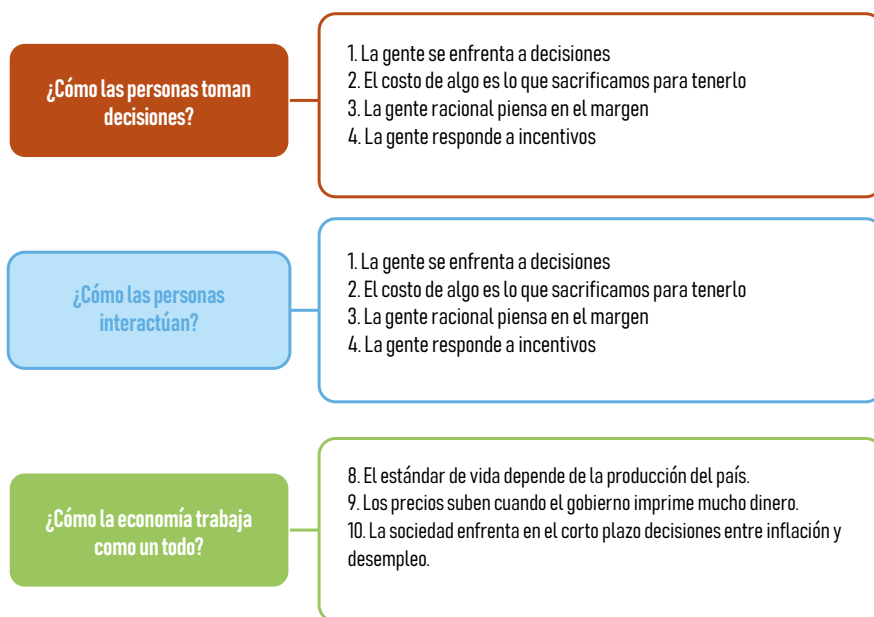 ¿Cómo las personas toman
decisiones?
1. La gente se enfrenta a decisiones
2. El costo de algo es lo que sacrificamos para tenerlo
3. La gente racional piensa en el margen
4. La gente responde a incentivos
¿Cómo las personas
interactúan?
1. La gente se enfrenta a decisiones
2. El costo de algo es lo que sacrificamos para tenerlo
3. La gente racional piensa en el margen
4. La gente responde a incentivos
¿Cómo la economía trabaja
como un todo?
8. El estándar de vida depende de la producción del país.
9. Los precios suben cuando el gobierno imprime mucho dinero.
10. La sociedad enfrenta en el corto plazo decisiones entre inflación y
desempleo.